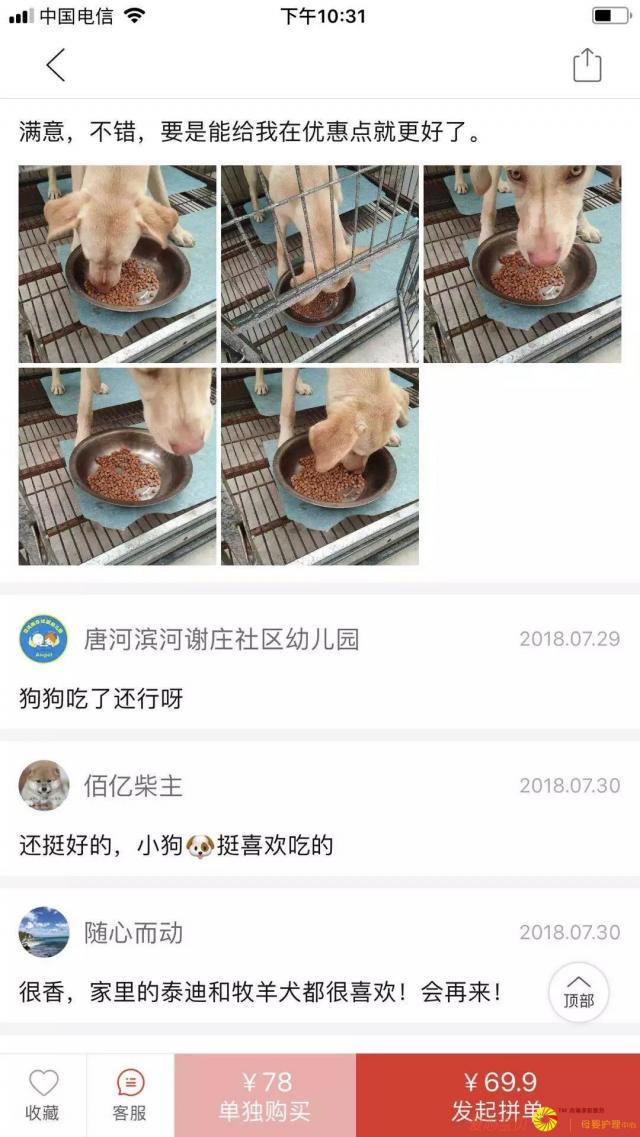 中国电信
下午10:31
满意，不错，要是能给我在优惠点就更好了。
唐河滨河谢庄社区幼儿园
2018.07.29
狗狗吃了还行呀
佰亿柴主
2018.07.30
还挺好的，小狗🐶挺喜欢吃的
随心而动
2018.07.30
很香，家里的泰迪和牧羊犬都很喜欢！会再来！
顶部
收藏
客服
￥78
单独购买
￥69.9
发起拼单
母婴护理中心